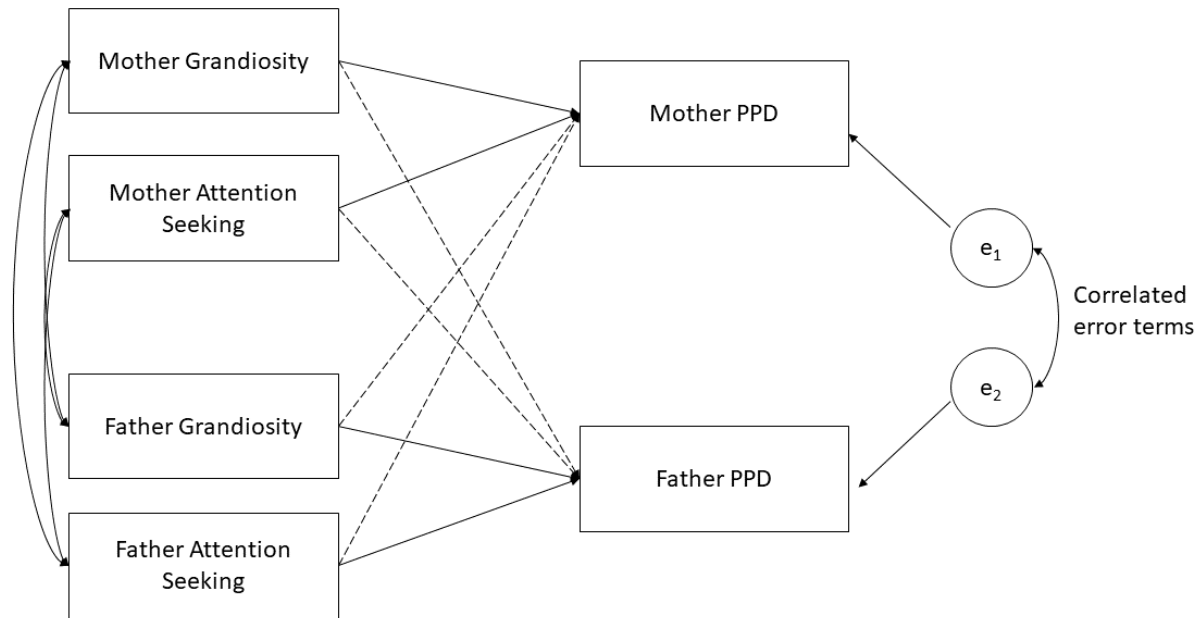 Mother Grandiosity
Mother Attention
Seeking
Father Grandiosity
Father Attention
Seeking
Mother PPD
Father PPD
e₁
e₂
Correlated
error terms